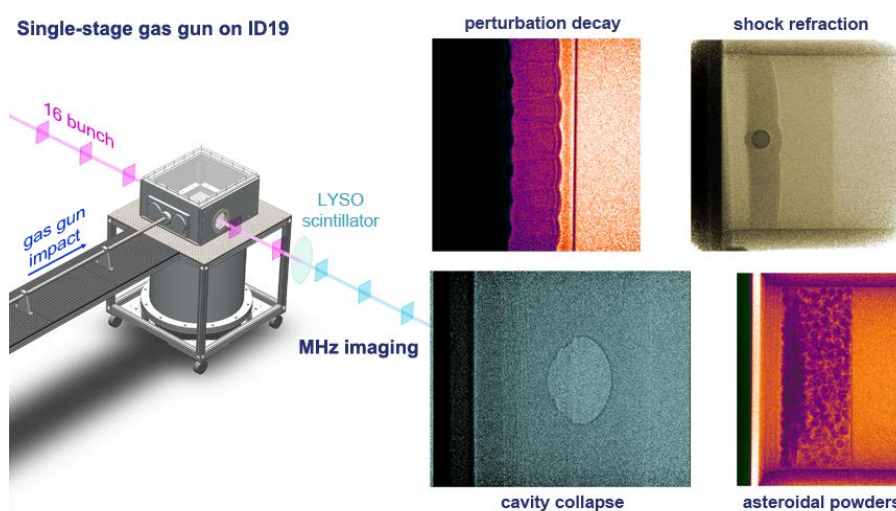 Single-stage gas gun on ID19
perturbation decay
shock refraction
16 bunch
LYSO
scintillator
gas gun
impact
MHz imaging
cavity collapse
asteroidal powders